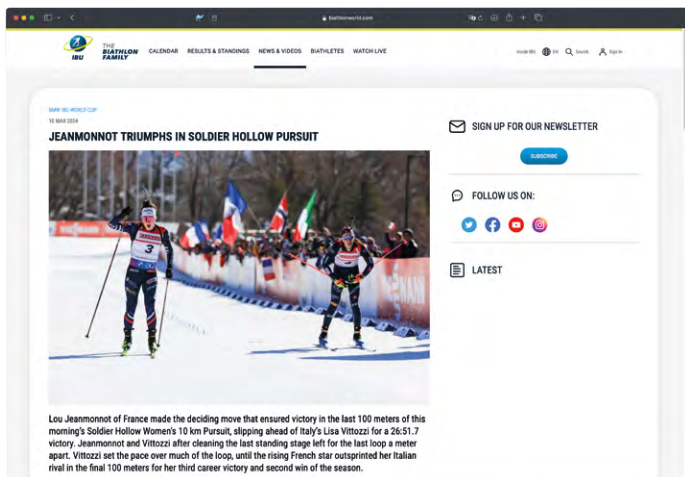 biathlonworld.com
IBU
THE
BIATHLON
FAMILY
CALENDAR
RESULTS & STANDINGS
NEWS & VIDEOS
BIATHLETES
WATCH LIVE
Inside IBU
EN
Search
Sign In
BMW IBU WORLD CUP
10 MAR 2024
JEANMONNOT TRIUMPHS IN SOLDIER HOLLOW PURSUIT
3
Lou Jeanmonnot of France made the deciding move that ensured victory in the last 100 meters of this
morning's Soldier Hollow Women's 10 km Pursuit, slipping ahead of Italy's Lisa Vittozzi for a 26:51.7
victory. Jeanmonnot and Vittozzi after cleaning the last standing stage left for the last loop a meter
apart. Vittozzi set the pace over much of the loop, until the rising French star outsprinted her Italian
rival in the final 100 meters for her third career victory and second win of the season.
SIGN UP FOR OUR NEWSLETTER
SUBSCRIBE
FOLLOW US ON:
LATEST